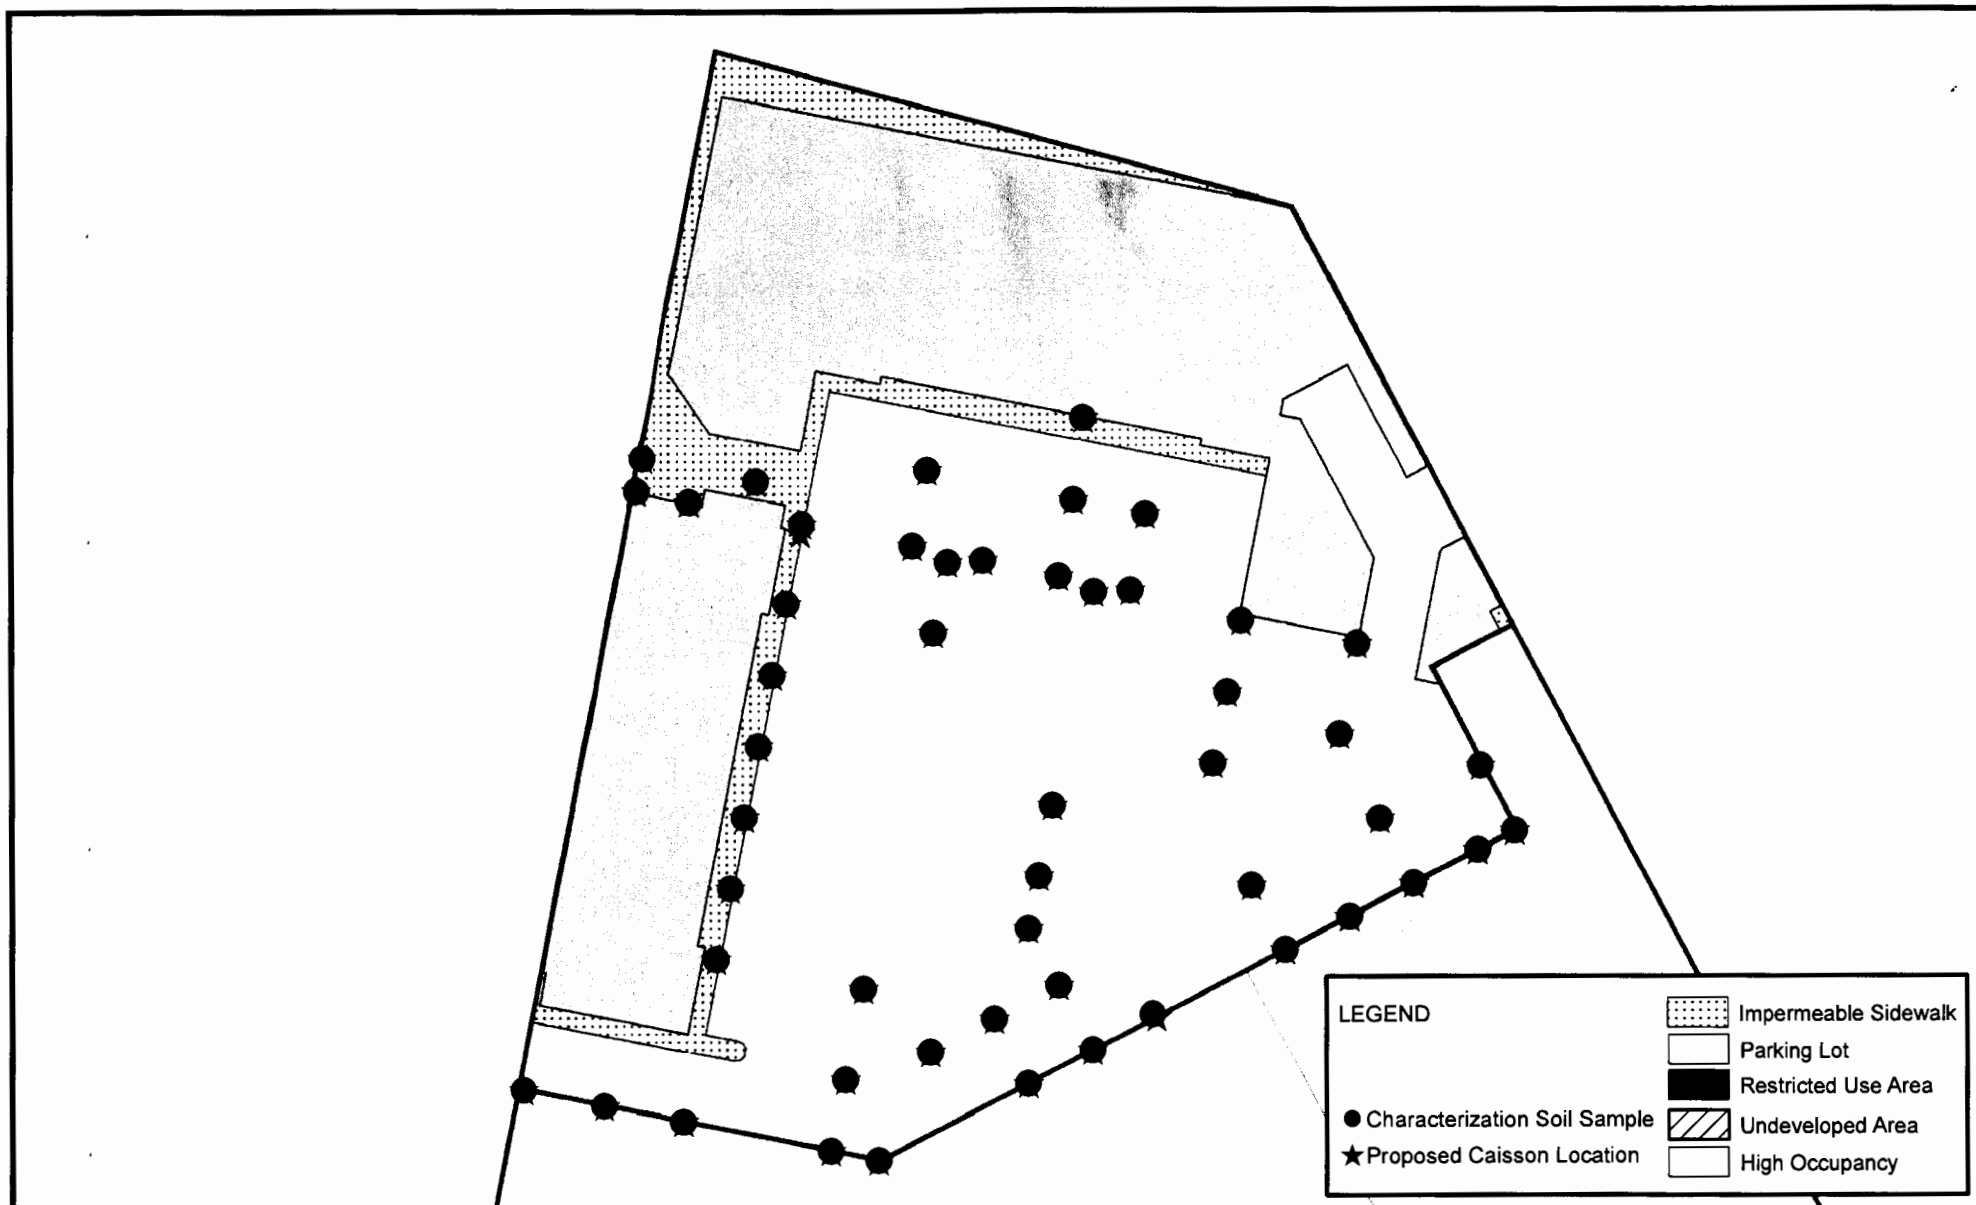 LEGEND
Characterization Soil Sample
Proposed Caisson Location
Impermeable Sidewalk
Parking Lot
Restricted Use Area
Undeveloped Area
High Occupancy